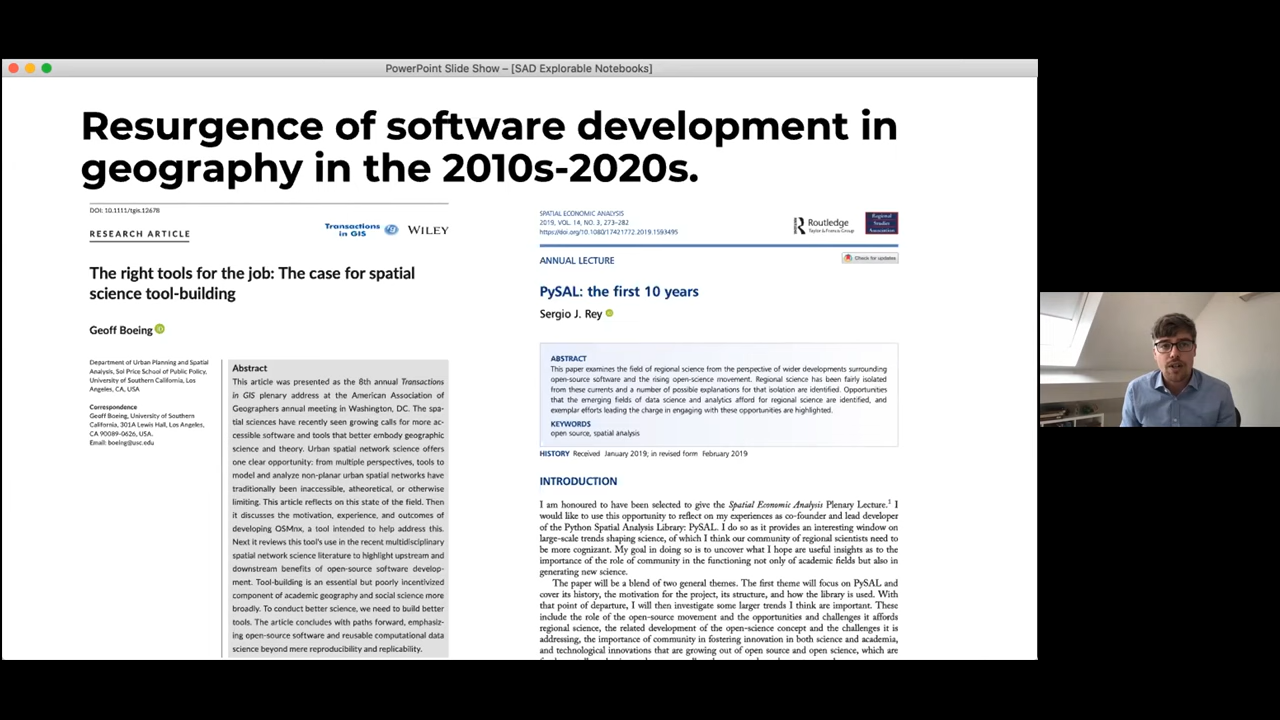 PowerPoint Slide Show – [SAD Explorable Notebooks]
Resurgence of software development in
geography in the 2010s-2020s.
DOI: 10.1111/tgis.12678
RESEARCH ARTICLE
Transactions
in GIS
WILEY
The right tools for the job: The case for spatial
science tool-building
Geoff Boeing
Department of Urban Planning and Spatial
Analysis, Sol Price School of Public Policy,
University of Southern California, Los
Angeles, CA, USA
Correspondence
Geoff Boeing, University of Southern
California, 301A Lewis Hall, Los Angeles,
CA 90089-0626, USA.
Email: boeing@usc.edu
Abstract
This article was presented as the 8th annual Transactions
in GIS plenary address at the American Association of
Geographers annual meeting in Washington, DC. The spa-
tial sciences have recently seen growing calls for more ac-
cessible software and tools that better embody geographic
science and theory. Urban spatial network science offers
one clear opportunity: from multiple perspectives, tools to
model and analyze non-planar urban spatial networks have
traditionally been inaccessible, atheoretical, or otherwise
limiting. This article reflects on this state of the field. Then
it discusses the motivation, experience, and outcomes of
developing OSMnx, a tool intended to help address this.
Next it reviews this tool's use in the recent multidisciplinary
spatial network science literature to highlight upstream and
downstream benefits of open-source software develop-
ment. Tool-building is an essential but poorly incentivized
component of academic geography and social science more
broadly. To conduct better science, we need to build better
tools. The article concludes with paths forward, emphasiz-
ing open-source software and reusable computational data
science beyond mere reproducibility and replicability.
SPATIAL ECONOMIC ANALYSIS
2019, VOL. 14, NO. 3, 273–282
https://doi.org/10.1080/17421772.2019.1593495
Routledge
Taylor & Francis Group
Regional
Studies
Association
ANNUAL LECTURE
Check for updates
PySAL: the first 10 years
Sergio J. Rey
ABSTRACT
This paper examines the field of regional science from the perspective of wider developments surrounding
open-source software and the rising open-science movement. Regional science has been fairly isolated
from these currents and a number of possible explanations for that isolation are identified. Opportunities
that the emerging fields of data science and analytics afford for regional science are identified, and
exemplar efforts leading the charge in engaging with these opportunities are highlighted.
KEYWORDS
open source, spatial analysis
HISTORY Received January 2019; in revised form February 2019
INTRODUCTION
I am honoured to have been selected to give the Spatial Economic Analysis Plenary Lecture.1 I
would like to use this opportunity to reflect on my experiences as co-founder and lead developer
of the Python Spatial Analysis Library: PySAL. I do so as it provides an interesting window on
large-scale trends shaping science, of which I think our community of regional scientists need to
be more cognizant. My goal in doing so is to uncover what I hope are useful insights as to the
importance of the role of community in the functioning not only of academic fields but also in
generating new science.
The paper will be a blend of two general themes. The first theme will focus on PySAL and
cover its history, the motivation for the project, its structure, and how the library is used. With
that point of departure, I will then investigate some larger trends I think are important. These
include the role of the open-source movement and the opportunities and challenges it affords
regional science, the related development of the open-science concept and the challenges it is
addressing, the importance of community in fostering innovation in both science and academia,
and technological innovations that are growing out of open source and open science, which are